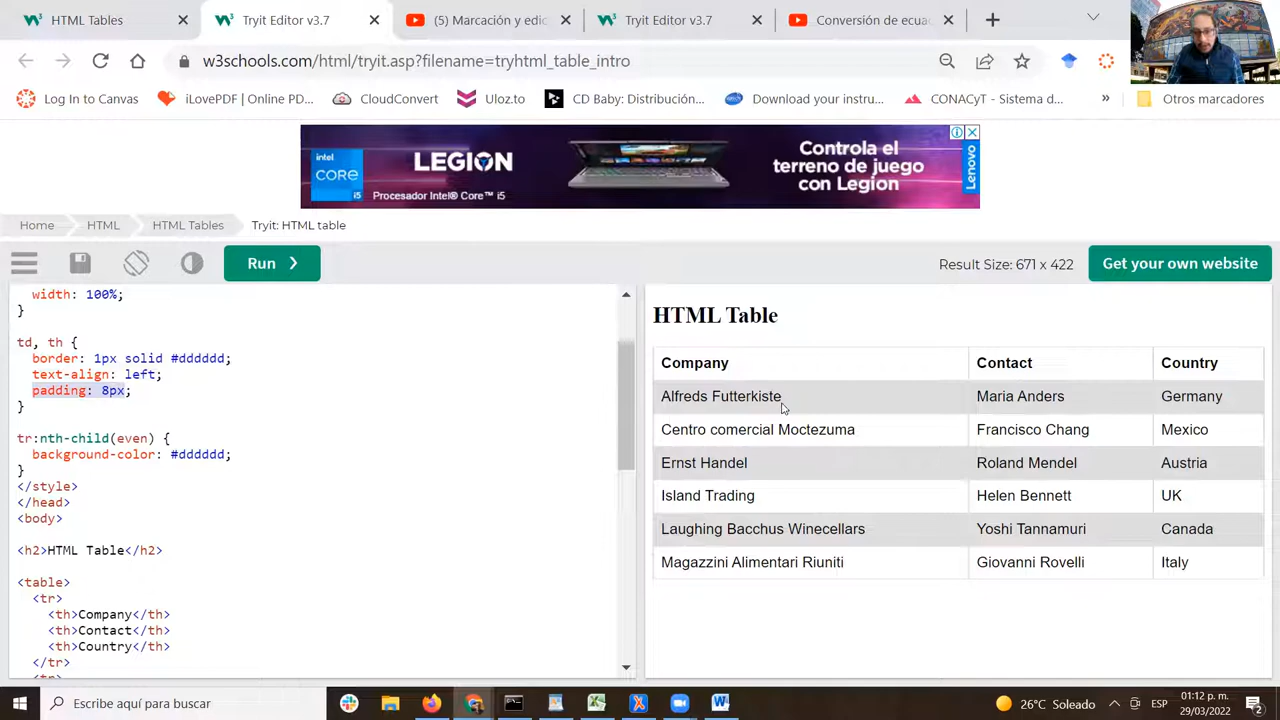 HTML Tables
Tryit Editor v3.7
(5) Marcación y edic
Tryit Editor v3.7
Conversión de ecua
w3schools.com/html/tryit.asp?filename=tryhtml_table_intro
Log In to Canvas
iLovePDF | Online PD...
CloudConvert
Uloz.to
CD Baby: Distribución...
Download your instru...
CONACyT - Sistema d...
»
Otros marcadores
intel
CORE
i5
LEGION
Procesador Intel® Core™ i5
Controla el
terreno de juego
con Legion
Lenovo
Home
HTML
HTML Tables
Tryit: HTML table
Run ❯
Result Size: 671 x 422
Get your own website
width: 100%;
}
td, th {
border: 1px solid #dddddd;
text-align: left;
padding: 8px;
}
tr:nth-child(even) {
background-color: #dddddd;
}
</style>
</head>
<body>
<h2>HTML Table</h2>
<table>
<tr>
<th>Company</th>
<th>Contact</th>
<th>Country</th>
</tr>
HTML Table
Company Contact Country
Alfreds Futterkiste Maria Anders Germany
Centro comercial Moctezuma Francisco Chang Mexico
Ernst Handel Roland Mendel Austria
Island Trading Helen Bennett UK
Laughing Bacchus Winecellars Yoshi Tannamuri Canada
Magazzini Alimentari Riuniti Giovanni Rovelli Italy
Escribe aquí para buscar
26°C Soleado
ESP
01:12 p. m.
29/03/2022
2